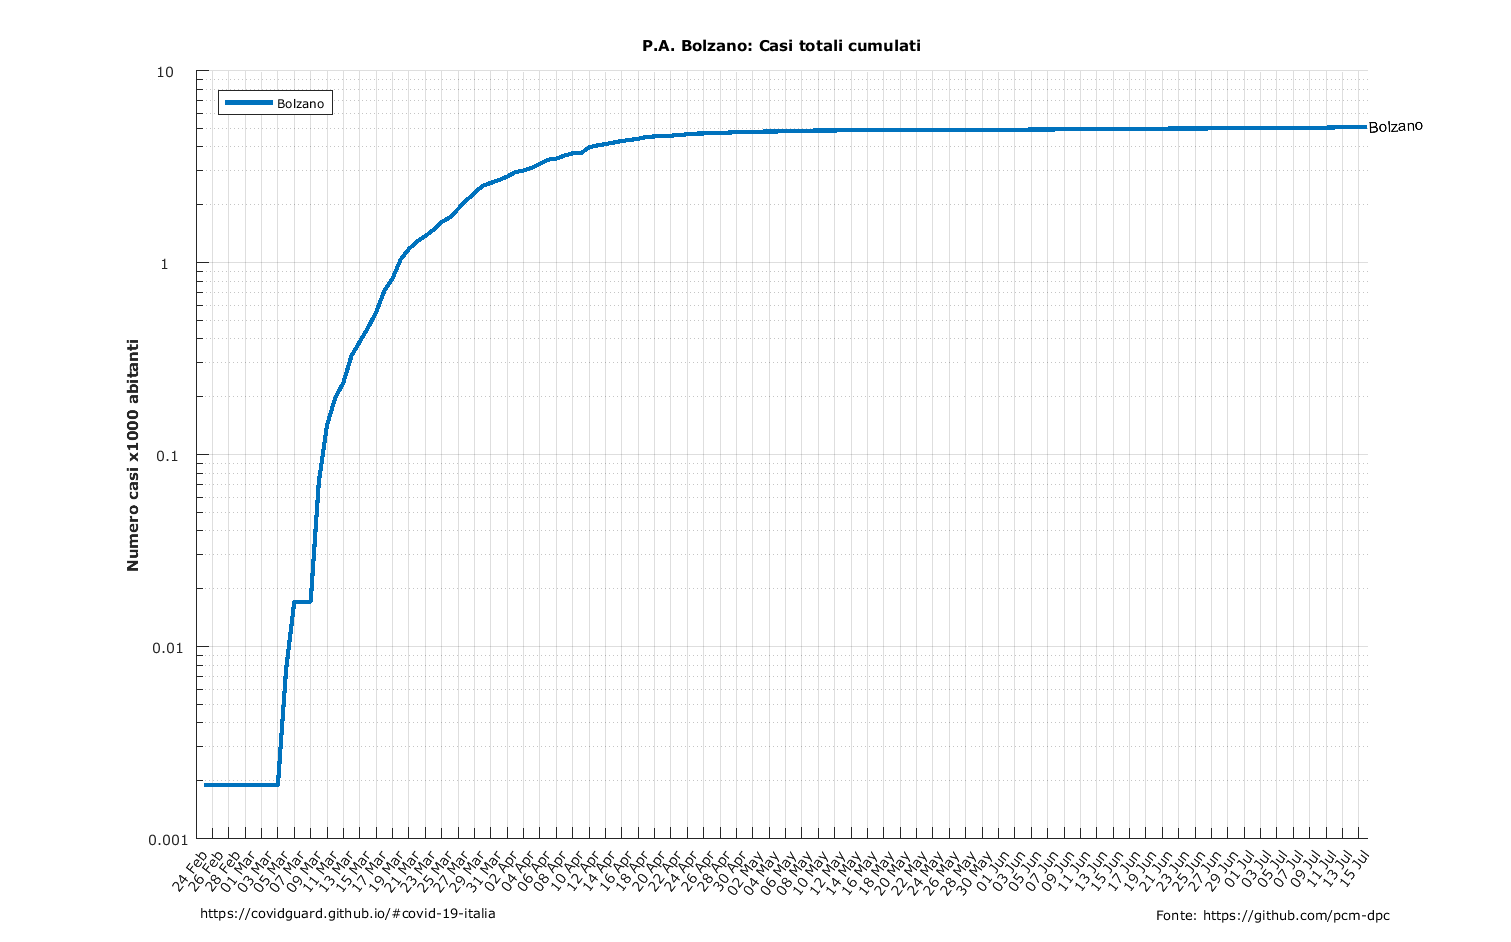 P.A. Bolzano: Casi totali cumulati
10
Bolzano
Bolzano
1
Numero casi x1000 abitanti
0.1
0.01
0.001
24 Feb
26 Feb
28 Feb
01 Mar
03 Mar
05 Mar
07 Mar
09 Mar
11 Mar
13 Mar
15 Mar
17 Mar
19 Mar
21 Mar
23 Mar
25 Mar
27 Mar
29 Mar
31 Mar
02 Apr
04 Apr
06 Apr
08 Apr
10 Apr
12 Apr
14 Apr
16 Apr
18 Apr
20 Apr
22 Apr
24 Apr
26 Apr
28 Apr
30 Apr
02 May
04 May
06 May
08 May
10 May
12 May
14 May
16 May
18 May
20 May
22 May
24 May
26 May
28 May
30 May
01 Jun
03 Jun
05 Jun
07 Jun
09 Jun
11 Jun
13 Jun
15 Jun
17 Jun
19 Jun
21 Jun
23 Jun
25 Jun
27 Jun
29 Jun
01 Jul
03 Jul
05 Jul
07 Jul
09 Jul
11 Jul
13 Jul
15 Jul
https://covidguard.github.io/#covid-19-italia
Fonte: https://github.com/pcm-dpc